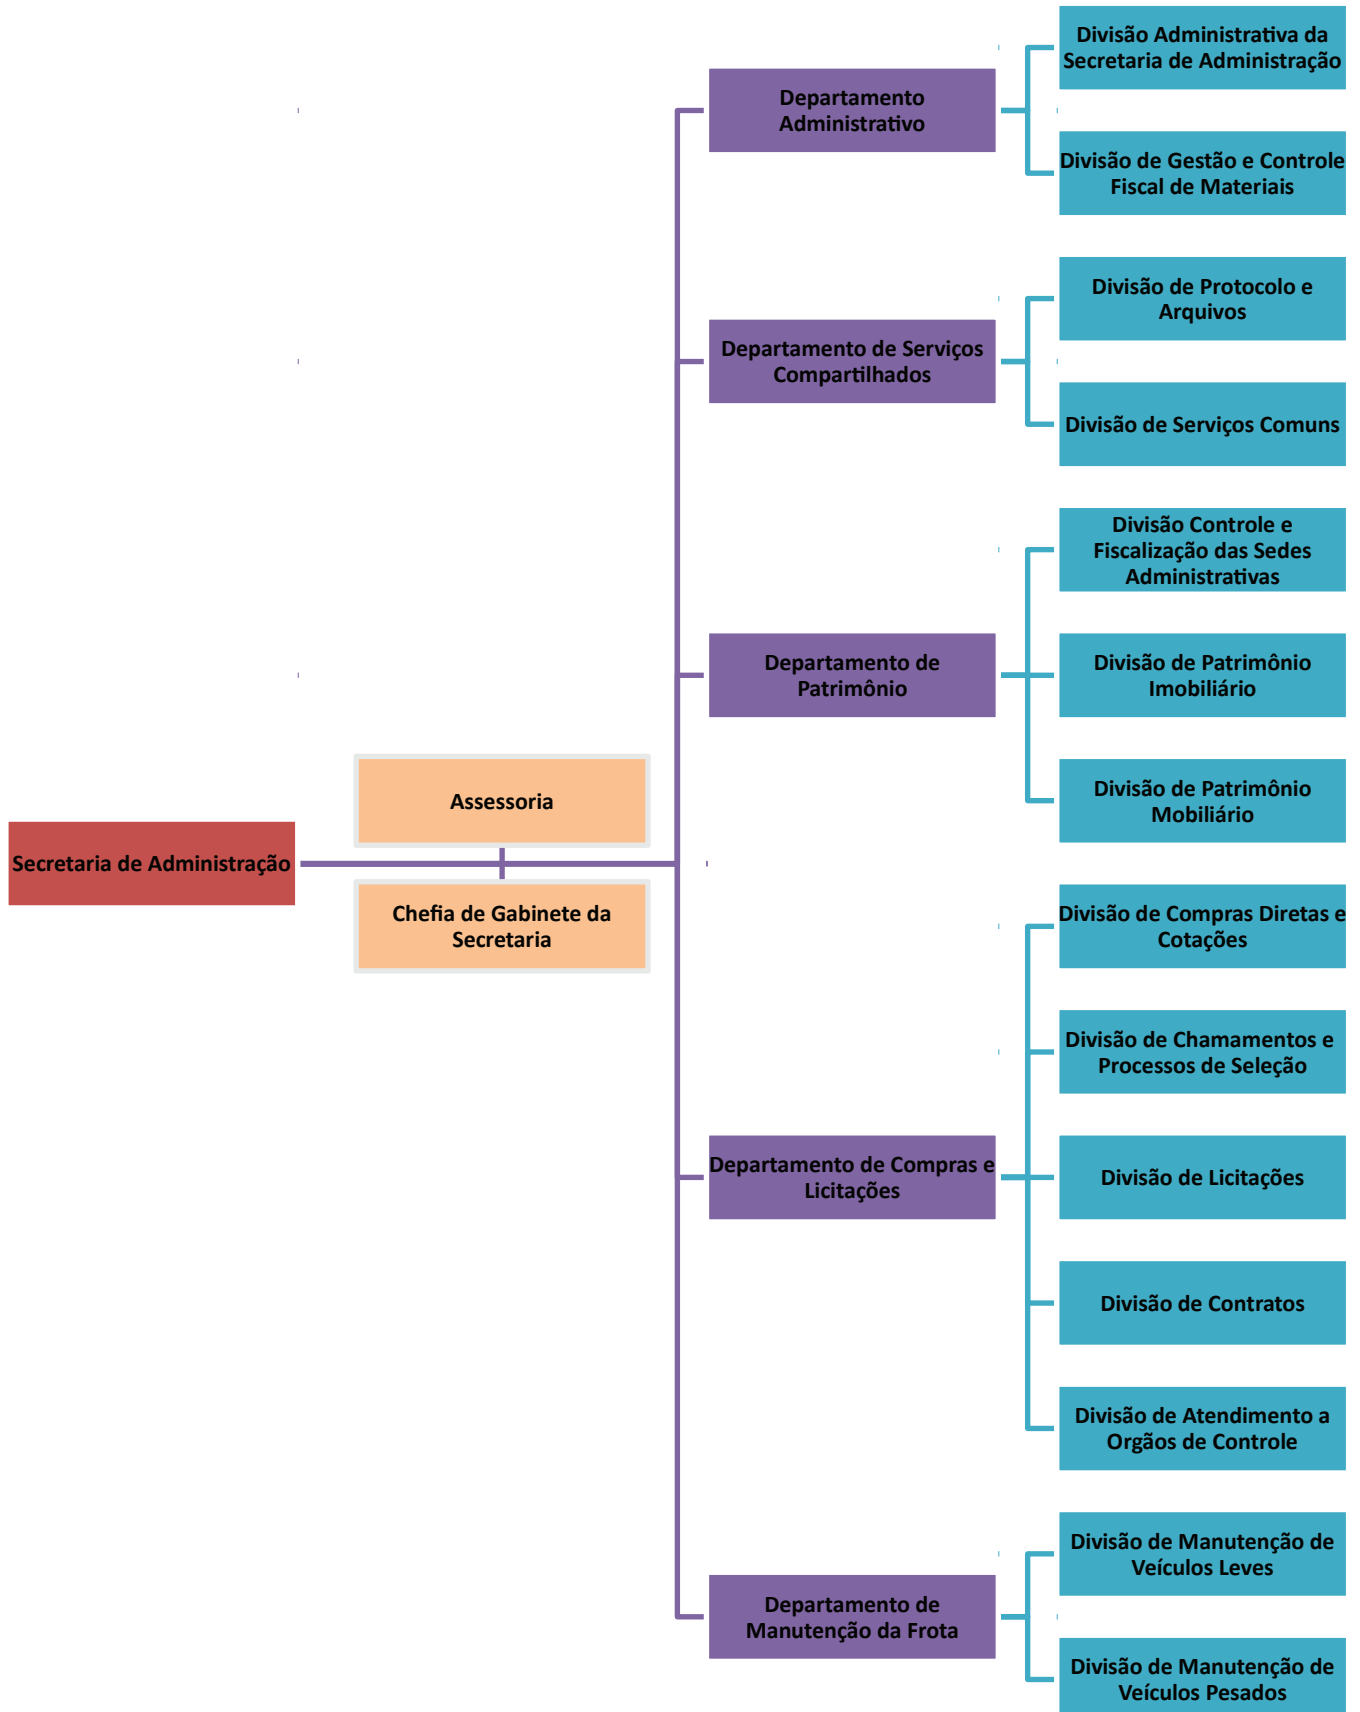 Secretaria de Administração
Assessoria
Chefia de Gabinete da
Secretaria
Departamento
Administrativo
Divisão Administrativa da
Secretaria de Administração
Divisão de Gestão e Controle
Fiscal de Materiais
Departamento de Serviços
Compartilhados
Divisão de Protocolo e
Arquivos
Divisão de Serviços Comuns
Departamento de
Patrimônio
Divisão Controle e
Fiscalização das Sedes
Administrativas
Divisão de Patrimônio
Imobiliário
Divisão de Patrimônio
Mobiliário
Departamento de Compras e
Licitações
Divisão de Compras Diretas e
Cotações
Divisão de Chamamentos e
Processos de Seleção
Divisão de Licitações
Divisão de Contratos
Divisão de Atendimento a
Orgãos de Controle
Departamento de
Manutenção da Frota
Divisão de Manutenção de
Veículos Leves
Divisão de Manutenção de
Veículos Pesados